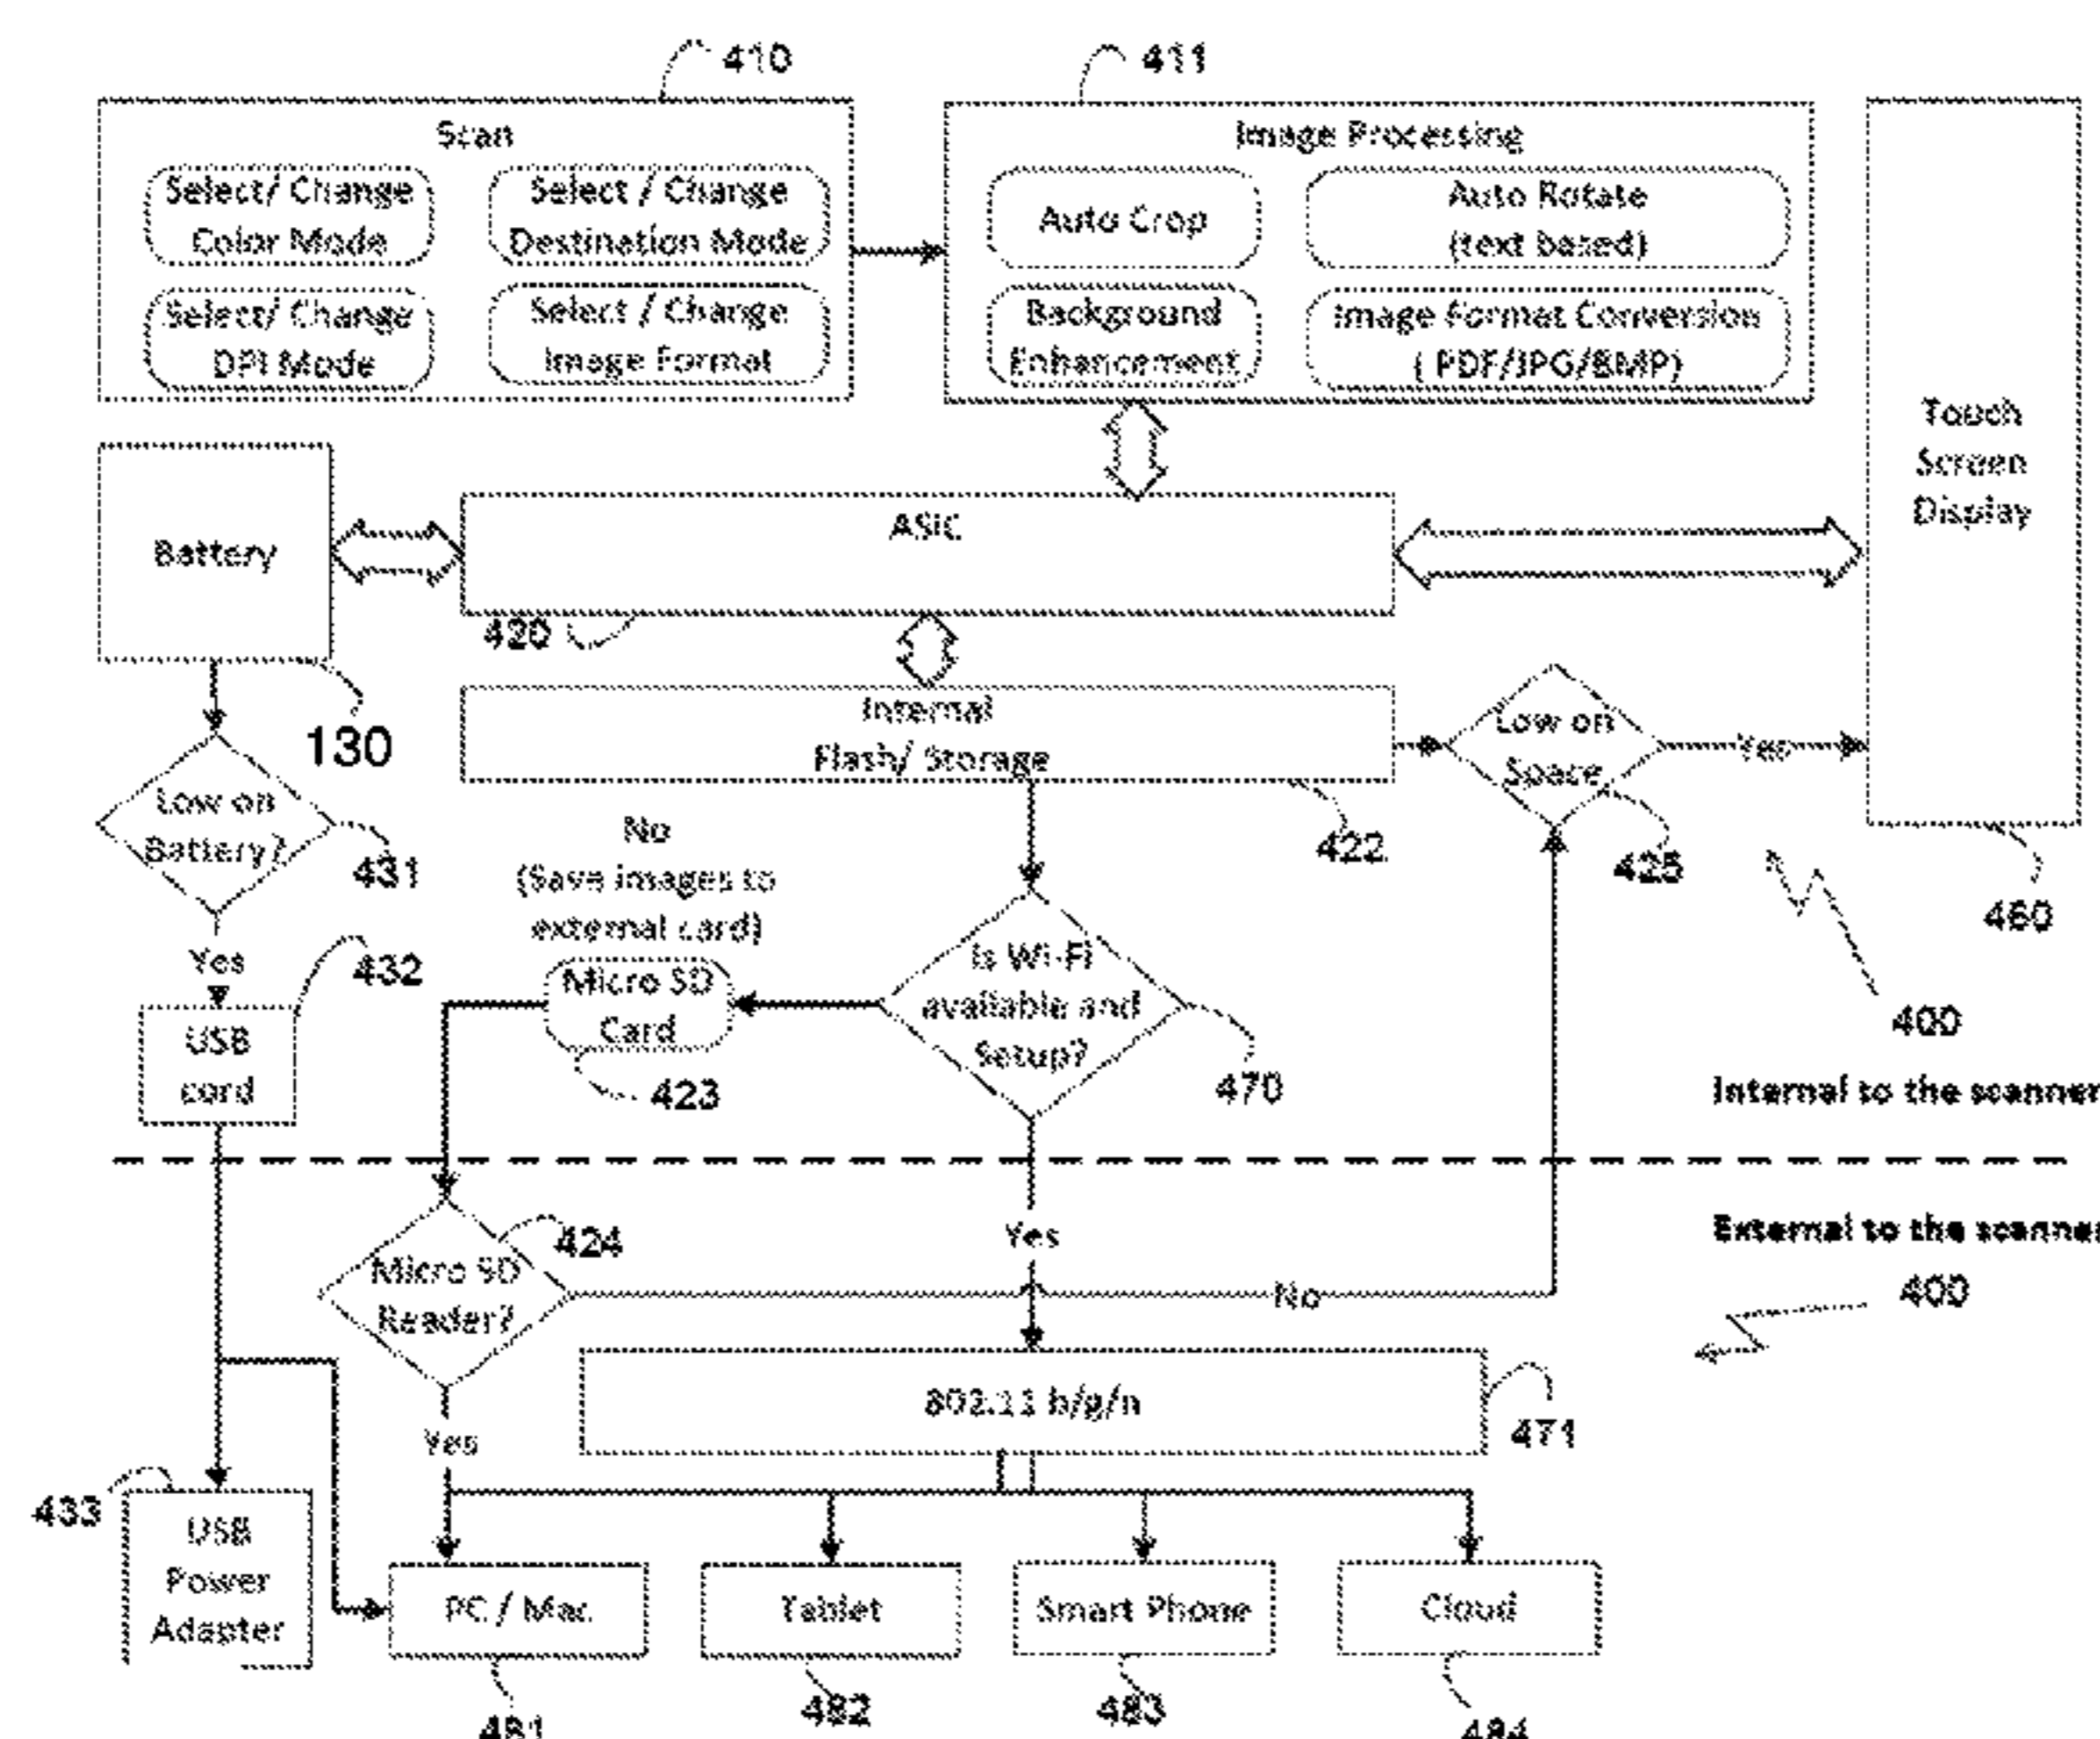 410
411
Scan
Select/ Change
Color Mode
Select / Change
Destination Mode
Select/ Change
DPI Mode
Select / Change
Image Format
Image Processing
Auto Crop
Auto Rotate
(text based)
Background
Enhancement
Image Format Conversion
( PDF/JPG/BMP)
Touch
Screen
Display
Battery
ASIC
420
130
Internal
Flash/ Storage
Low on
Space
Yes
422
425
460
Low on
Battery?
431
No
(Save images to
external card)
Micro SD
Card
423
Is Wi-Fi
available and
Setup?
470
400
Yes
432
USB
cord
Internal to the scanner
External to the scanner
400
424
Micro SD
Reader?
Yes
No
802.11 b/g/n
471
Yes
433
USB
Power
Adapter
PC / Mac
Tablet
Smart Phone
Cloud
481
482
483
484